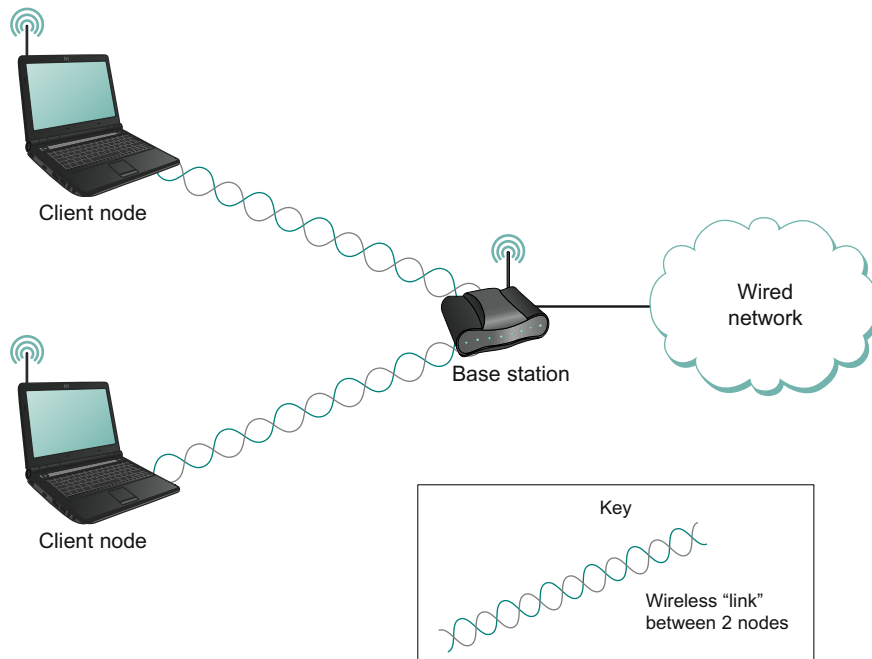 Client node
Wired
network
Base station
Client node
Key
Wireless “link”
between 2 nodes